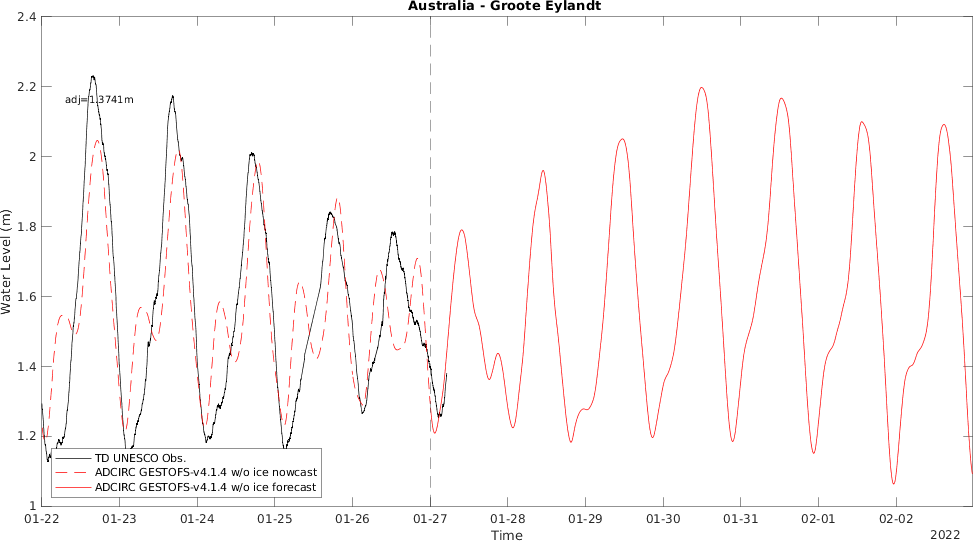 Australia - Groote Eylandt
2.4
2.2
2
1.8
1.6
1.4
1.2
1
Water Level (m)
adj=1.3741m
TD UNESCO Obs.
ADCIRC GESTOFS-v4.1.4 w/o ice nowcast
ADCIRC GESTOFS-v4.1.4 w/o ice forecast
01-22 01-23 01-24 01-25 01-26 01-27 01-28 01-29 01-30 01-31 02-01 02-02
Time
2022